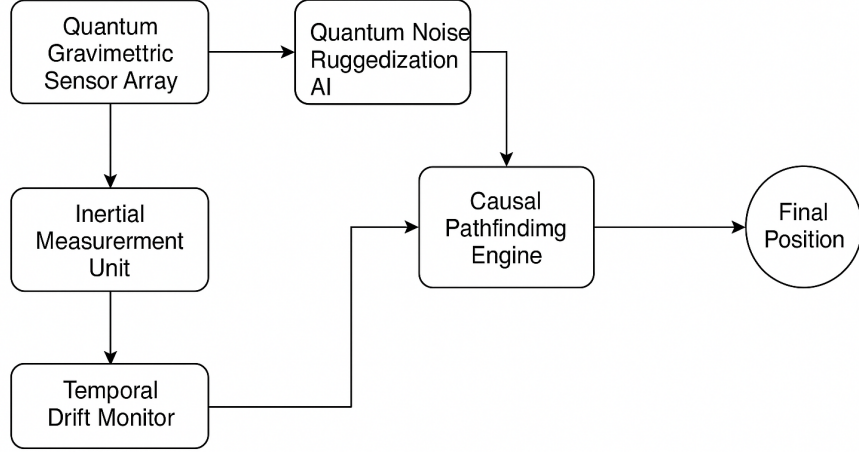 Quantum
Gravimettric
Sensor Array
Quantum Noise
Ruggedization
AI
Inertial
Measurerment
Unit
Causal
Pathfindimg
Engine
Final
Position
Temporal
Drift Monitor